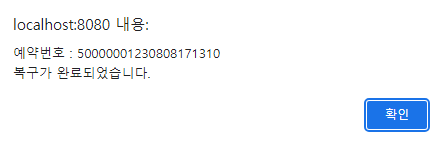 localhost:8080 내용:
예약번호 : 50000001230808171310
복구가 완료되었습니다.
확인